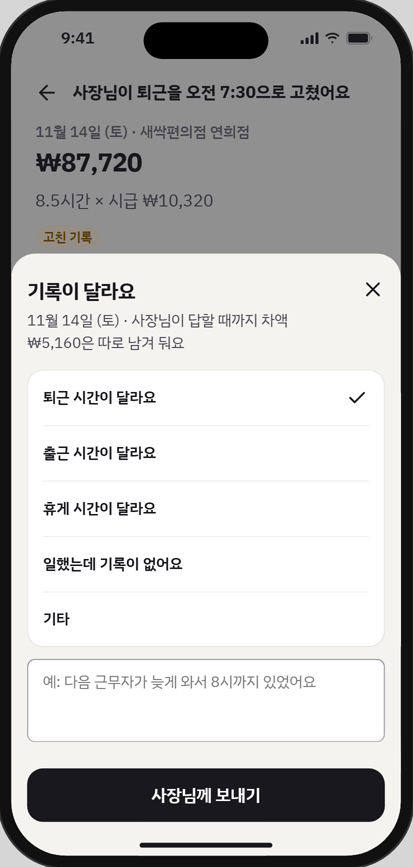 9:41
사장님이 퇴근을 오전 7:30으로 고쳤어요
11월 14일 (토) · 새싹편의점 연희점
₩87,720
8.5시간 × 시급 ₩10,320
고친 기록
기록이 달라요
11월 14일 (토) · 사장님이 답할 때까지 차액
₩5,160은 따로 남겨 둬요
퇴근 시간이 달라요
출근 시간이 달라요
휴게 시간이 달라요
일했는데 기록이 없어요
기타
예: 다음 근무자가 늦게 와서 8시까지 있었어요
사장님께 보내기